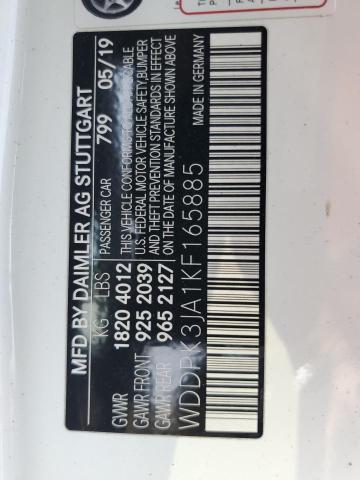 MFD BY DAIMLER AG STUTTGART
KG LBS PASSENGER CAR 799 05/19
GVWR 1820 4012 THIS VEHICLE CONFORMS TO
GAWR FRONT 925 2039 U.S. FEDERAL MOTOR VEHICLE SAFETY, BUMPER
GAWR REAR 965 2127 AND THEFT PREVENTION STANDARDS IN EFFECT
ON THE DATE OF MANUFACTURE SHOWN ABOVE
WDDPK3JA1KF165885 MADE IN GERMANY